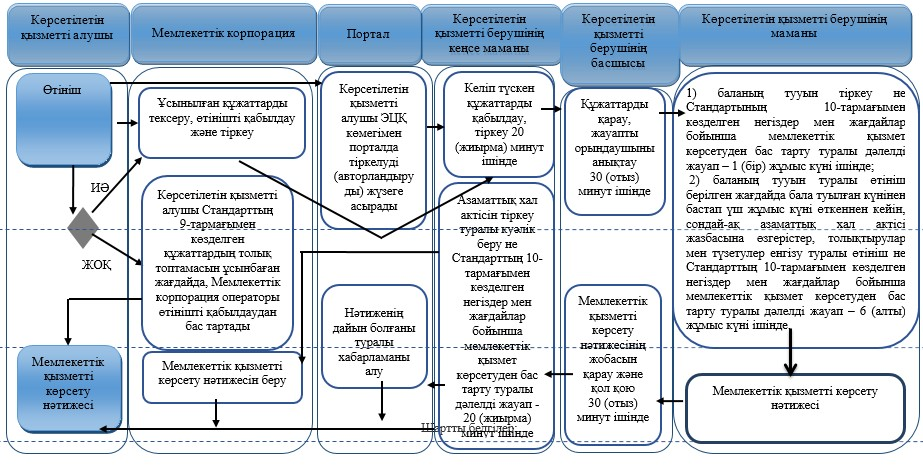 Көрсетілетін
қызметті алушы
Мемлекеттік корпорация
Портал
Көрсетілетін
қызметті берушінің
кеңсе маманы
Көрсетілетін
қызметті
берушінің
басшысы
Көрсетілетін қызметті берушінің
маманы
Өтініш
ИӘ
ЖОҚ
Мемлекеттік
қызметті
көрсету
нәтижесі
Ұсынылған құжаттарды
тексеру, өтінішті қабылдау
және тіркеу
Көрсетілетін қызметті
алушы Стандарттың
9-тармағымен
көзделген
құжаттардың толық
топтамасын ұсынбаған
жағдайда, Мемлекеттік
корпорация операторы
өтінішті қабылдаудан
бас тартады
Мемлекеттік қызметті
көрсету нәтижесін беру
Көрсетілетін
қызметті
алушы ЭЦҚ
көмегімен
порталда
тіркелуді
(авторландыру
ды) жүзеге
асырады
Нәтиженің
дайын болғаны
туралы
хабарламаны
алу
Келіп түскен
құжаттарды
қабылдау,
тіркеу 20
(жиырма) минут
ішінде
Азаматтық хал
актісін тіркеу
туралы куәлік
беру не
Стандарттың 10-
тармағымен
көзделген
негіздер мен
жағдайлар
бойынша
мемлекеттік
қызмет
көрсетуден бас
тарту туралы
дәлелді жауап -
20 (жиырма)
минут ішінде
Шартты белгілер:
Құжаттарды
қарау,
жауапты
орындаушыны
анықтау
30 (отыз)
минут ішінде
Мемлекеттік
қызметті
көрсету
нәтижесінің
жобасын
қарау және
қол қою
30 (отыз)
минут ішінде
1) баланың тууын тіркеу не
Стандартының 10-тармағымен
көзделген негіздер мен жағдайлар
бойынша мемлекеттік қызмет
көрсетуден бас тарту туралы дәлелді
жауап – 1 (бір) жұмыс күні ішінде;
2) баланың тууын туралы өтініш
берілген жағдайда бала туылған күнінен
бастап үш жұмыс күні өткеннен кейін,
сондай-ақ азаматтық хал актісі
жазбасына өзгерістер, толықтырулар
мен түзетулер енгізу туралы өтініш не
Стандарттың 10-тармағымен көзделген
негіздер мен жағдайлар бойынша
мемлекеттік қызмет көрсетуден бас
тарту туралы дәлелді жауап – 6 (алты)
жұмыс күні ішінде
Мемлекеттік қызметті көрсету
нәтижесі